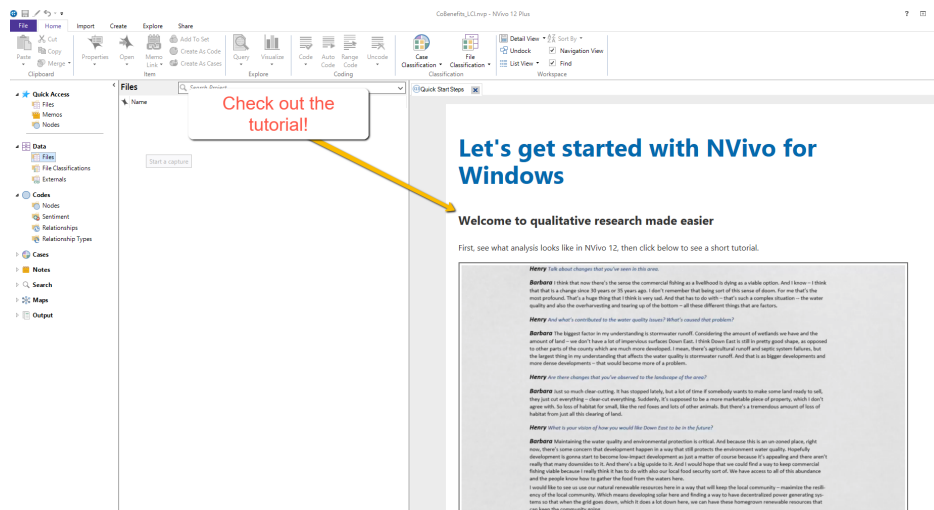 CoBenefits_LCI.nvp - NVivo 12 Plus
File Home Import Create Explore Share
Paste
Cut
Copy
Merge
Clipboard
Properties
Open
Memo Link
Add To Set
Create As Code
Create As Cases
Item
Query
Visualize
Explore
Code
Auto Code
Range Code
Uncode
Coding
Case Classification
File Classification
Classification
Detail View
Sort By
Undock
Navigation View
List View
Find
Workspace
Quick Access
Files
Memos
Nodes
Data
Files
File Classifications
Externals
Codes
Nodes
Sentiment
Relationships
Relationship Types
Cases
Notes
Search
Maps
Output
Files
Search Project
Name
Start a capture
Check out the
tutorial!
Quick Start Steps
Let's get started with NVivo for
Windows
Welcome to qualitative research made easier
First, see what analysis looks like in NVivo 12, then click below to see a short tutorial.
Henry Talk about changes that you've seen in this area.
Barbara I think that now there's the sense the commercial fishing as a livelihood is dying as a viable option. And I know – I think
that that is a change since 30 years or 35 years ago. I don't remember that being sort of this sense of doom. For me that's the
most profound. That's a huge thing that I think is very sad. And that has to do with – that's such a complex situation – the water
quality and also the overharvesting and tearing up of the bottom – all these different things that are factors.
Henry And what's contributed to the water quality issues? What's caused that problem?
Barbara The biggest factor in my understanding is stormwater runoff. Considering the amount of wetlands we have and the
amount of land – we don't have a lot of impervious surfaces Down East. I think Down East is still in pretty good shape, as opposed
to other parts of the county which are much more developed. I mean, there's agricultural runoff and septic system failures, but
the largest thing in my understanding that affects the water quality is stormwater runoff. And that is as bigger developments and
more dense developments – that would become more of a problem.
Henry Are there changes that you've observed to the landscape of the area?
Barbara Just so much clear cutting. It has stopped lately, but a lot of time if somebody wants to make some land ready to sell,
they just cut everything – clear-cut everything. Suddenly, it's supposed to be a more marketable piece of property, which I don't
agree with. So loss of habitat for small, like the red foxes and lots of other animals. But there's a tremendous amount of loss of
habitat from just all this clearing of land.
Henry What is your vision of how you would like Down East to be in the future?
Barbara Maintaining the water quality and environmental protection is critical. And because this is an un-zoned place, right
now, there's some concern that development happen in a way that still protects the environment water quality. Hopefully
development is gonna start to become low-impact development as just a matter of course because it's appealing and there aren't
really that many downsides to it. And there's a big upside to it. And I would hope that we could find a way to keep commercial
fishing viable because I really think it has to do with also our local food security sort of. We have access to all of this abundance
and the people know how to gather the food from the waters here.
I would like to see us use our natural renewable resources here in a way that will keep the local community – maximize the resili-
ency of the local community. Which means developing solar here and finding a way to have decentralized power generating sys-
tems so that when the grid goes down, which it does a lot down here, we can have these homegrown renewable resources that
can keep the community going.